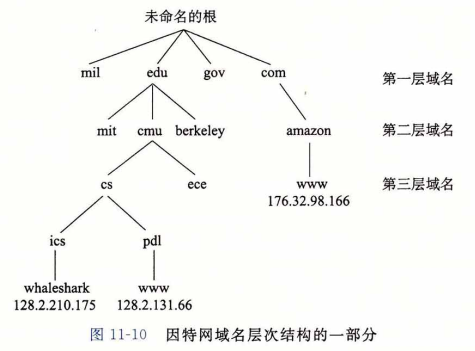 未命名的根
mil edu gov com 第一层域名
mit cmu berkeley amazon 第二层域名
cs ece www 第三层域名
176.32.98.166
ics pdl
whaleshark www
128.2.210.175 128.2.131.66
图 11-10 因特网域名层次结构的一部分